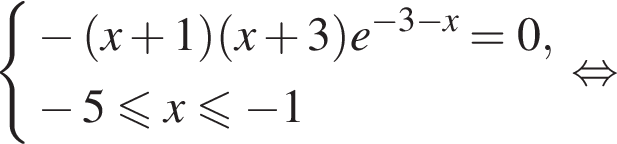 { −(x+1)(x+3)e^{−3−x} = 0,
−5 ⩽ x ⩽ −1 ⇔